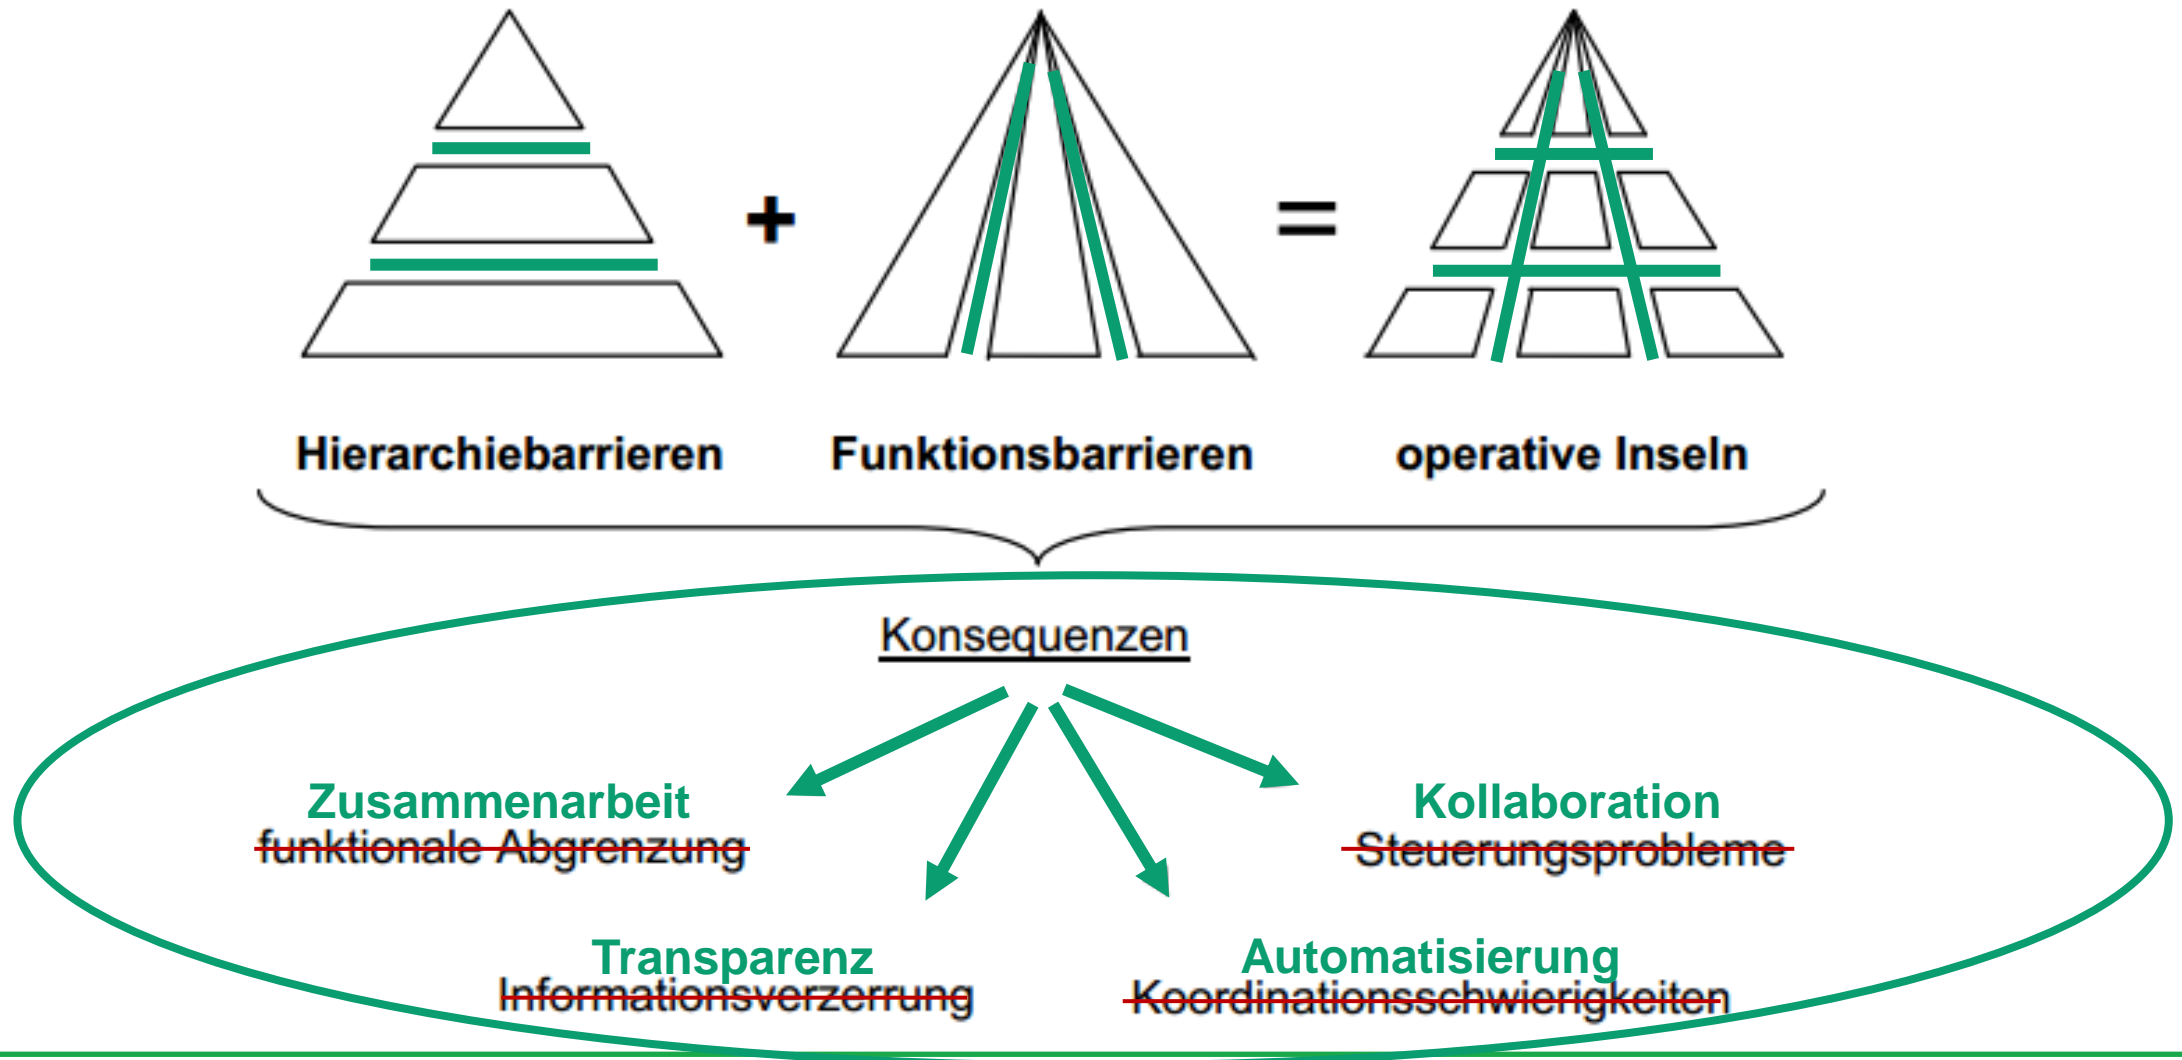 +
=
Hierarchiebarrieren
Funktionsbarrieren
operative Inseln
Konsequenzen
Zusammenarbeit
funktionale Abgrenzung
Kollaboration
Steuerungsprobleme
Transparenz
Informationsverzerrung
Automatisierung
Koordinationsschwierigkeiten